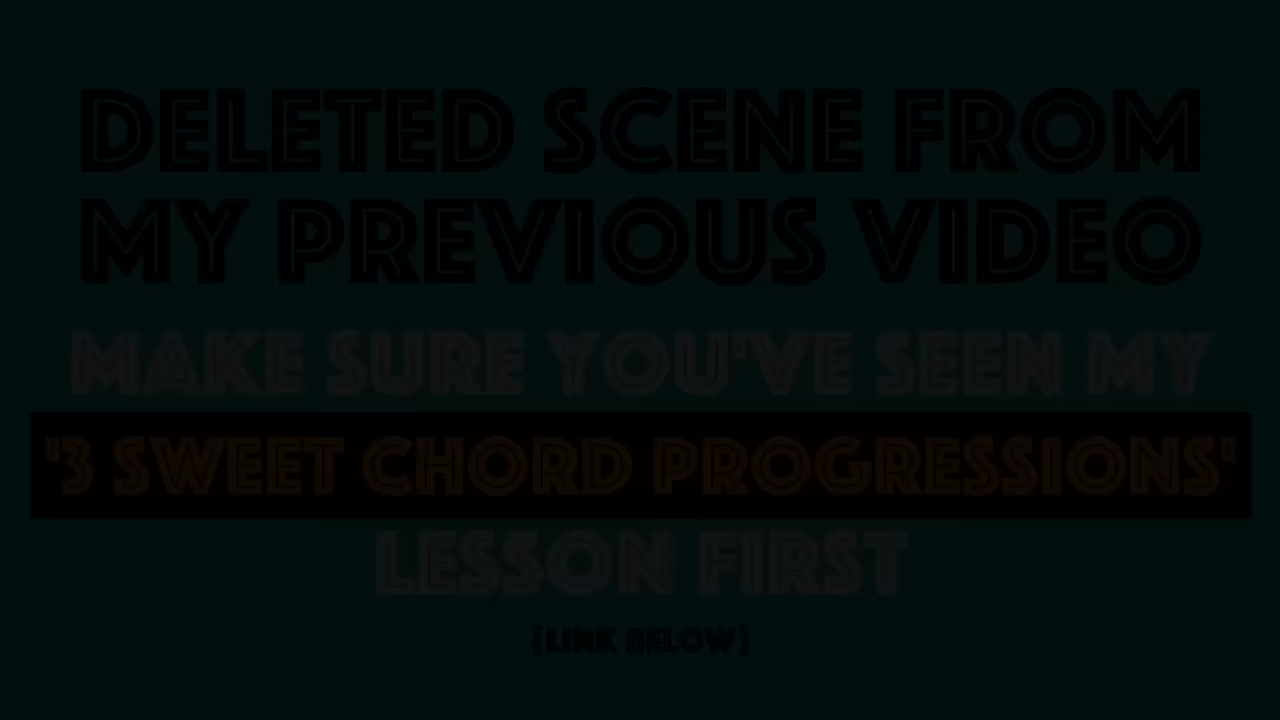 DELETED SCENE FROM
MY PREVIOUS VIDEO
MAKE SURE YOU'VE SEEN MY
'3 SWEET CHORD PROGRESSIONS'
LESSON FIRST
(LINK BELOW)